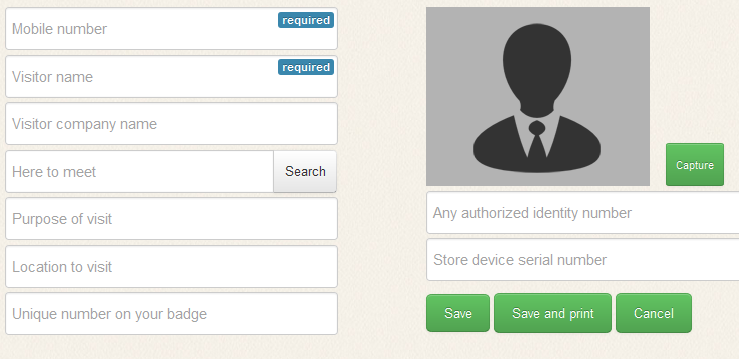 Mobile number
required
Visitor name
required
Visitor company name
Here to meet
Search
Purpose of visit
Location to visit
Unique number on your badge
Capture
Any authorized identity number
Store device serial number
Save
Save and print
Cancel